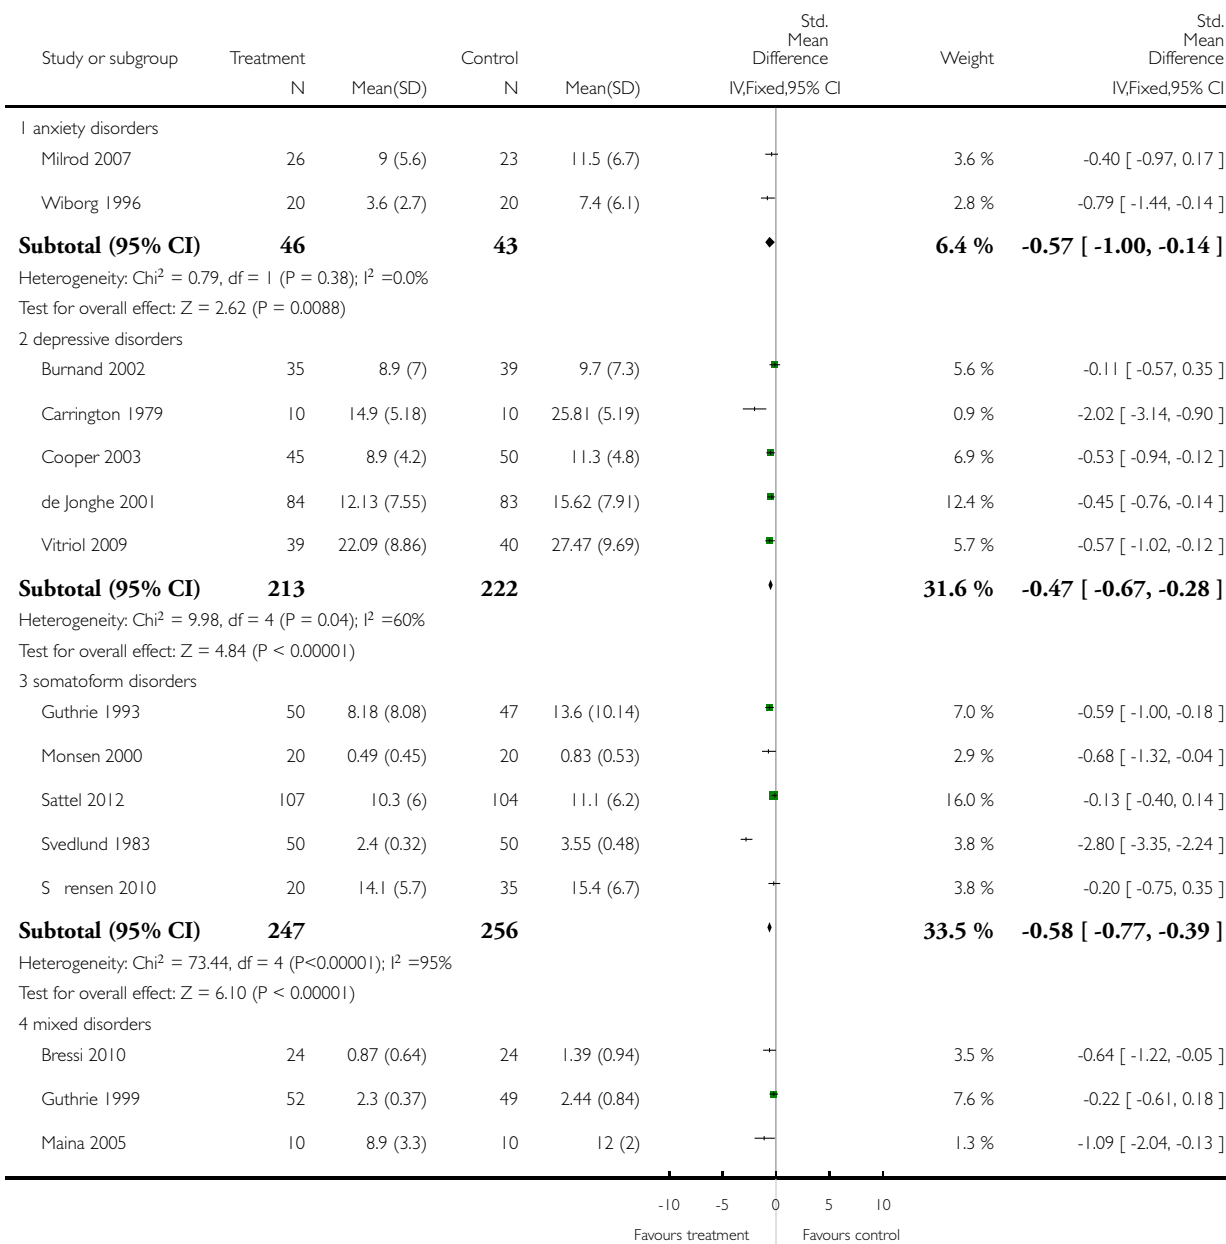 Study or subgroup Treatment Control Std. Mean Difference Weight Std. Mean Difference
N Mean(SD) N Mean(SD) IV,Fixed,95% CI IV,Fixed,95% CI
1 anxiety disorders
Milrod 2007 26 9 (5.6) 23 11.5 (6.7) 3.6 % -0.40 [ -0.97, 0.17 ]
Wiborg 1996 20 3.6 (2.7) 20 7.4 (6.1) 2.8 % -0.79 [ -1.44, -0.14 ]
Subtotal (95% CI) 46 43 6.4 % -0.57 [ -1.00, -0.14 ]
Heterogeneity: Chi² = 0.79, df = 1 (P = 0.38); I² =0.0%
Test for overall effect: Z = 2.62 (P = 0.0088)
2 depressive disorders
Burnand 2002 35 8.9 (7) 39 9.7 (7.3) 5.6 % -0.11 [ -0.57, 0.35 ]
Carrington 1979 10 14.9 (5.18) 10 25.81 (5.19) 0.9 % -2.02 [ -3.14, -0.90 ]
Cooper 2003 45 8.9 (4.2) 50 11.3 (4.8) 6.9 % -0.53 [ -0.94, -0.12 ]
de Jonghe 2001 84 12.13 (7.55) 83 15.62 (7.91) 12.4 % -0.45 [ -0.76, -0.14 ]
Vitriol 2009 39 22.09 (8.86) 40 27.47 (9.69) 5.7 % -0.57 [ -1.02, -0.12 ]
Subtotal (95% CI) 213 222 31.6 % -0.47 [ -0.67, -0.28 ]
Heterogeneity: Chi² = 9.98, df = 4 (P = 0.04); I² =60%
Test for overall effect: Z = 4.84 (P < 0.00001)
3 somatoform disorders
Guthrie 1993 50 8.18 (8.08) 47 13.6 (10.14) 7.0 % -0.59 [ -1.00, -0.18 ]
Monsen 2000 20 0.49 (0.45) 20 0.83 (0.53) 2.9 % -0.68 [ -1.32, -0.04 ]
Sattel 2012 107 10.3 (6) 104 11.1 (6.2) 16.0 % -0.13 [ -0.40, 0.14 ]
Svedlund 1983 50 2.4 (0.32) 50 3.55 (0.48) 3.8 % -2.80 [ -3.35, -2.24 ]
S rensen 2010 20 14.1 (5.7) 35 15.4 (6.7) 3.8 % -0.20 [ -0.75, 0.35 ]
Subtotal (95% CI) 247 256 33.5 % -0.58 [ -0.77, -0.39 ]
Heterogeneity: Chi² = 73.44, df = 4 (P<0.00001); I² =95%
Test for overall effect: Z = 6.10 (P < 0.00001)
4 mixed disorders
Bressi 2010 24 0.87 (0.64) 24 1.39 (0.94) 3.5 % -0.64 [ -1.22, -0.05 ]
Guthrie 1999 52 2.3 (0.37) 49 2.44 (0.84) 7.6 % -0.22 [ -0.61, 0.18 ]
Maina 2005 10 8.9 (3.3) 10 12 (2) 1.3 % -1.09 [ -2.04, -0.13 ]
-10 -5 0 5 10
Favours treatment Favours control